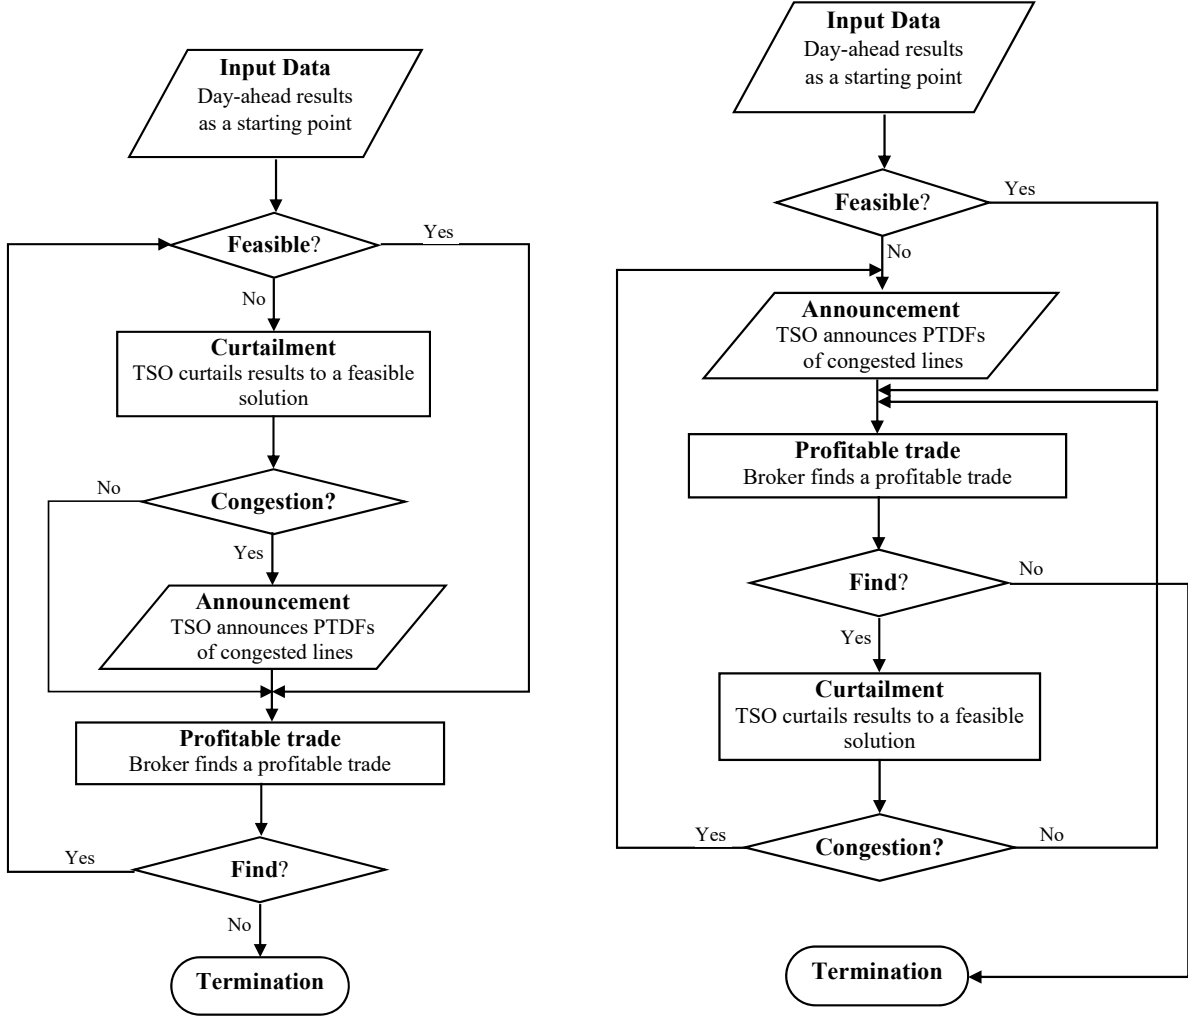 Input Data
Day-ahead results
as a starting point
Feasible?
Yes
No
Curtailment
TSO curtails results to a feasible
solution
No
Congestion?
Yes
Announcement
TSO announces PTDFs
of congested lines
Profitable trade
Broker finds a profitable trade
Yes
Find?
No
Termination
Input Data
Day-ahead results
as a starting point
Yes
Feasible?
No
Announcement
TSO announces PTDFs
of congested lines
Profitable trade
Broker finds a profitable trade
Find?
No
Yes
Curtailment
TSO curtails results to a feasible
solution
Yes
Congestion?
No
Termination